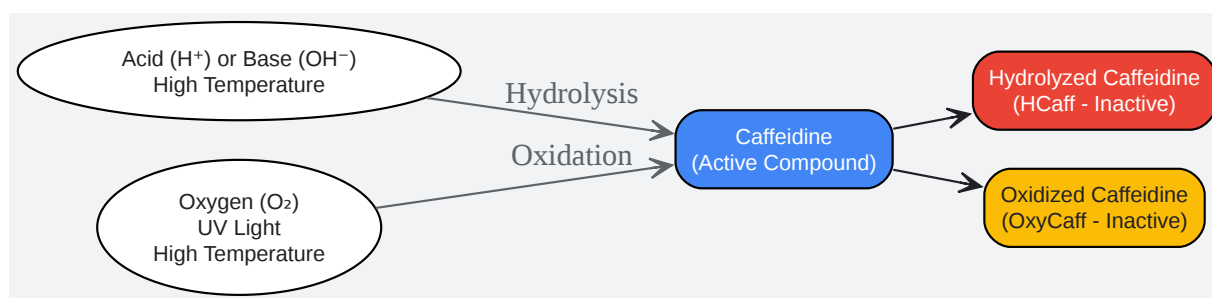 Acid (H⁺) or Base (OH⁻)
High Temperature
Hydrolysis
Oxidation
Oxygen (O₂)
UV Light
High Temperature
Caffeidine
(Active Compound)
Hydrolyzed Caffeidine
(HCaff - Inactive)
Oxidized Caffeidine
(OxyCaff - Inactive)